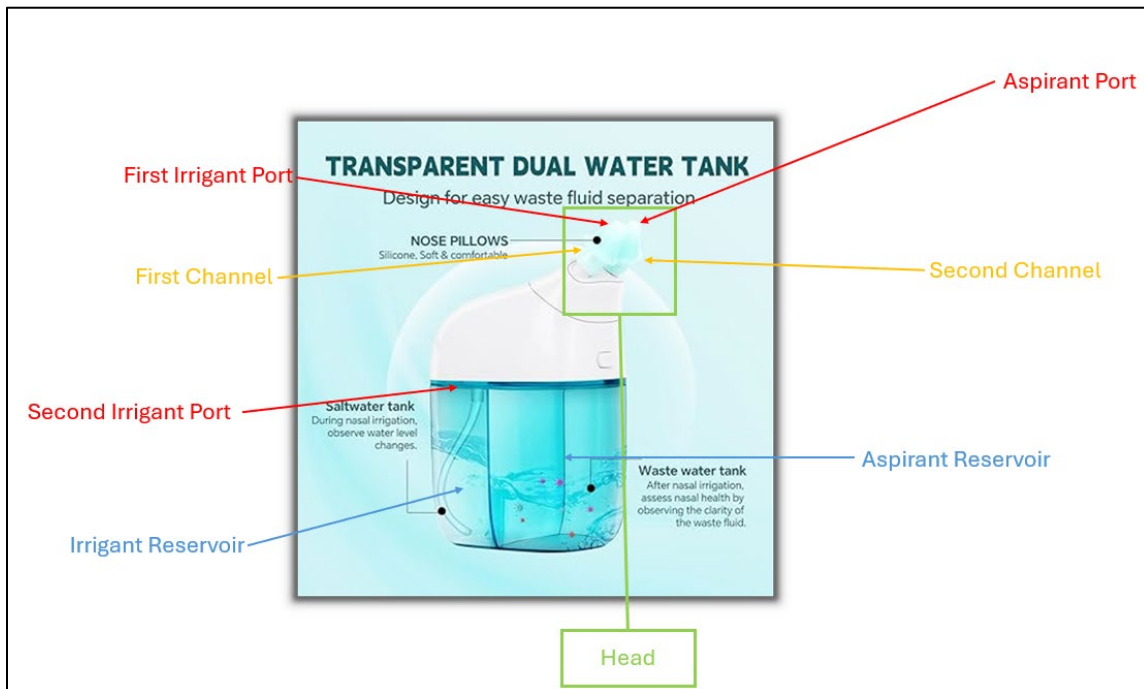 Aspirant Port
First Irrigant Port
TRANSPARENT DUAL WATER TANK
Design for easy waste fluid separation
NOSE PILLOWS
Silicone, Soft & comfortable
First Channel
Second Channel
Second Irrigant Port
Saltwater tank
During nasal irrigation,
observe water level
changes.
Aspirant Reservoir
Waste water tank
After nasal irrigation,
assess nasal health by
observing the clarity of
the waste fluid.
Irrigant Reservoir
Head